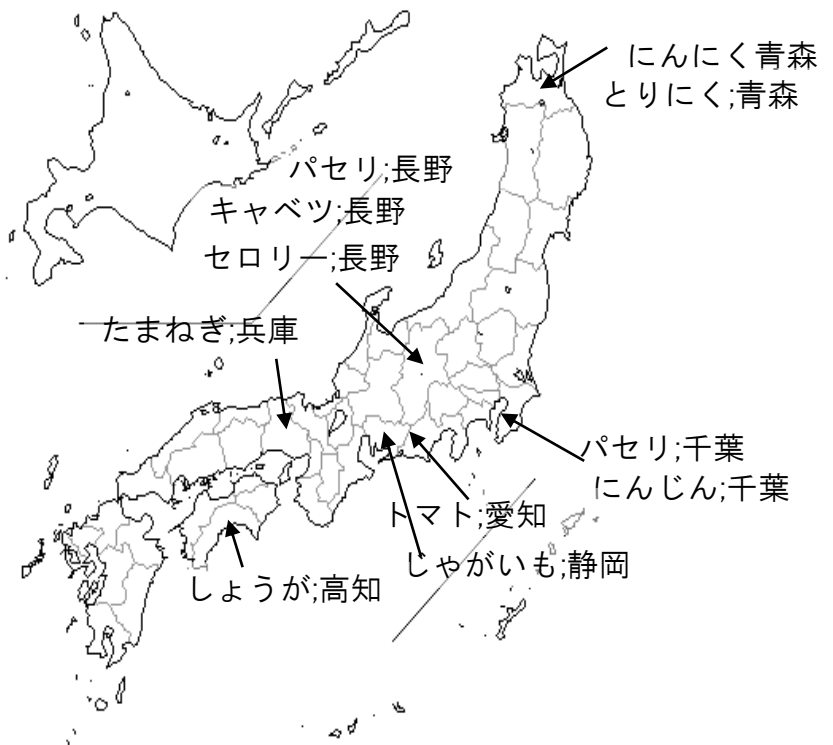 にんにく青森
とりにく;青森
パセリ;長野
キャベツ;長野
セロリー;長野
たまねぎ;兵庫
パセリ;千葉
にんじん;千葉
トマト;愛知
しゃがいも;静岡
しょうが;高知